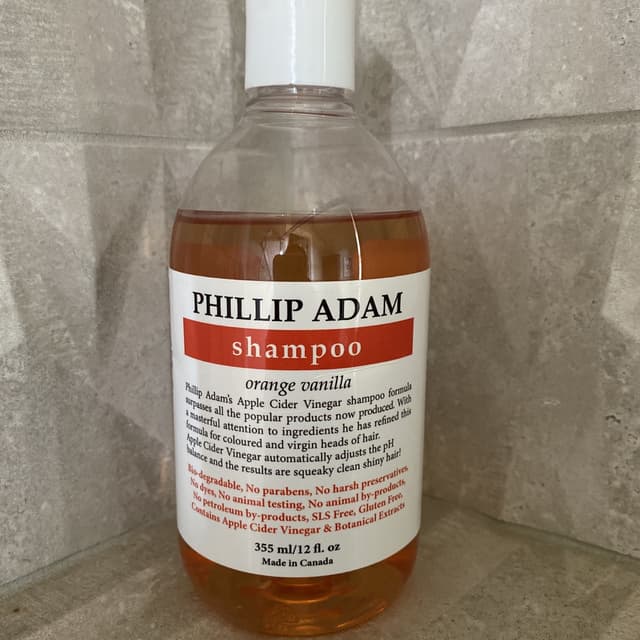 PHILLIP ADAM
shampoo
orange vanilla
Phillip Adam's Apple Cider Vinegar shampoo formula
surpasses all the popular products now produced. With
a masterful attention to ingredients he has refined this
formula for coloured and virgin heads of hair.
Apple Cider Vinegar automatically adjusts the pH
balance and the results are squeaky clean shiny hair!
Bio-degradable, No parabens, No harsh preservatives,
No dyes, No animal testing, No animal by-products,
No petroleum by-products, SLS Free, Gluten Free,
Contains Apple Cider Vinegar & Botanical Extracts
355 ml/12 fl. oz
Made in Canada